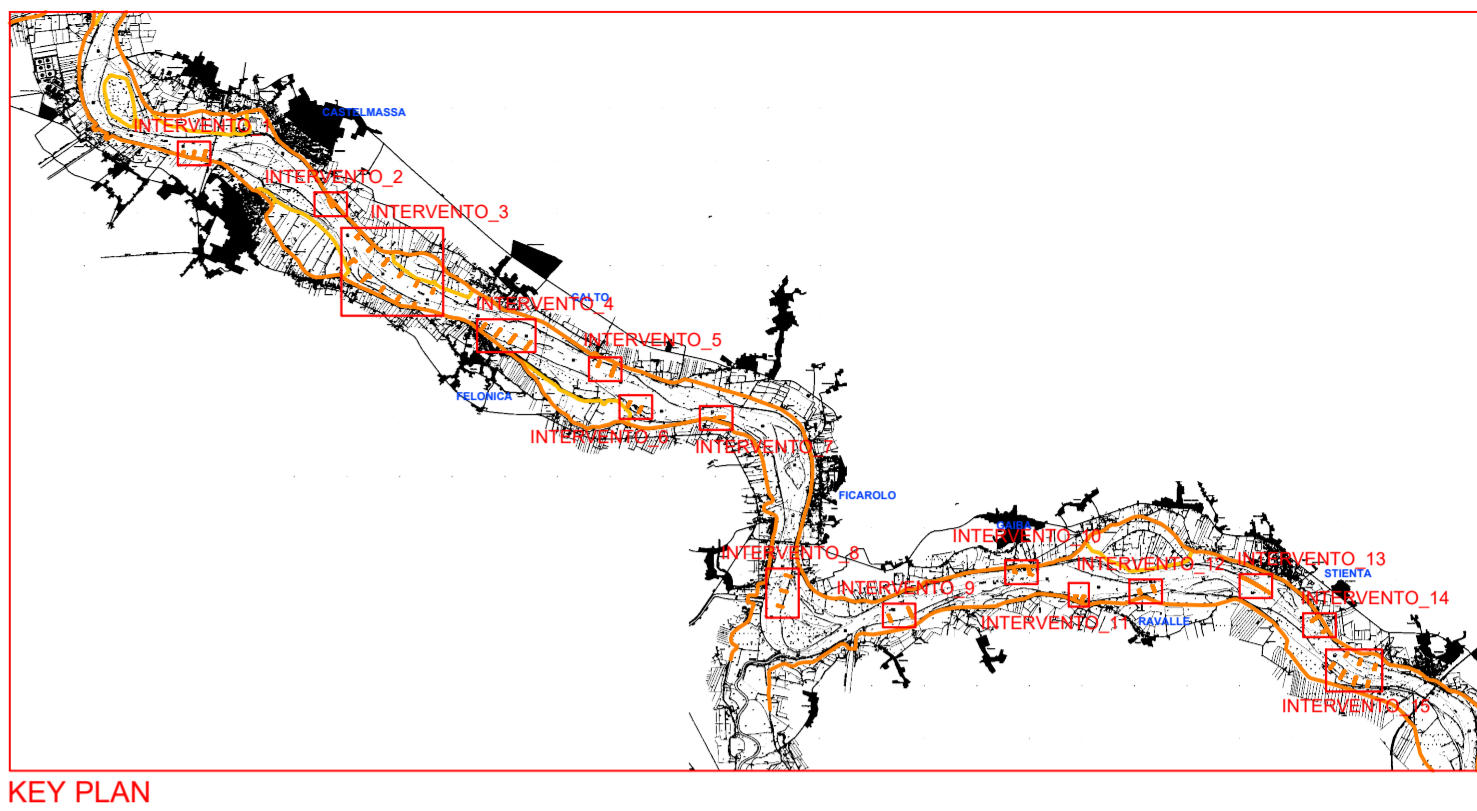 CASTELMASSA
INTERVENTO_1
INTERVENTO_2
INTERVENTO_3
CALTO
INTERVENTO_4
INTERVENTO_5
FELONICA
INTERVENTO_6
INTERVENTO_7
FICAROLO
GAIBA
INTERVENTO_10
INTERVENTO_8
INTERVENTO_13
INTERVENTO_12
STIENTA
INTERVENTO_9
INTERVENTO_14
INTERVENTO_11
RAVALLE
INTERVENTO_15
KEY PLAN